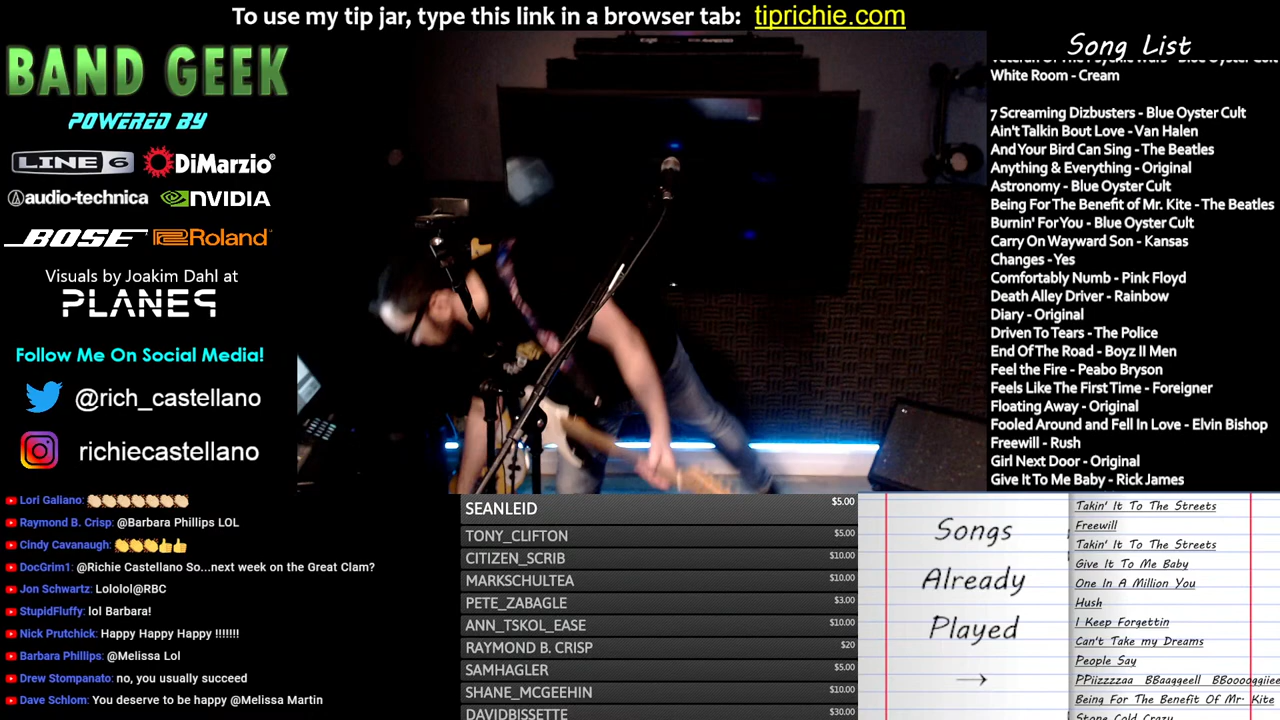 To use my tip jar, type this link in a browser tab: tiprichie.com
BAND GEEK
POWERED BY
LINE 6
DiMarzio®
audio-technica
NVIDIA
BOSE
Roland
Visuals by Joakim Dahl at
PLANE9
Follow Me On Social Media!
@rich_castellano
richiecastellano
Lori Galiano: 👏🏻👏🏻👏🏻👏🏻👏🏻👏🏻👏🏻
Raymond B. Crisp: @Barbara Phillips LOL
Cindy Cavanaugh: 👏👏👏👍👍
DocGrim1: @Richie Castellano So...next week on the Great Clam?
Jon Schwartz: Lololol@RBC
StupidFluffy: lol Barbara!
Nick Prutchick: Happy Happy Happy !!!!!!!
Barbara Phillips: @Melissa Lol
Drew Stompanato: no, you usually succeed
Dave Schlom: You deserve to be happy @Melissa Martin
SEANLEID $5.00
TONY_CLIFTON $5.00
CITIZEN_SCRIB $10.00
MARKSCHULTEA $10.00
PETE_ZABAGLE $3.00
ANN_TSKOL_EASE $10.00
RAYMOND B. CRISP $20
SAMHAGLER $5.00
SHANE_MCGEEHIN $10.00
DAVIDBISSETTE $30.00
Song List
Veteran Of The Psychic Wars - Blue Oyster Cult
White Room - Cream
7 Screaming Dizbusters - Blue Oyster Cult
Ain't Talkin Bout Love - Van Halen
And Your Bird Can Sing - The Beatles
Anything & Everything - Original
Astronomy - Blue Oyster Cult
Being For The Benefit of Mr. Kite - The Beatles
Burnin' For You - Blue Oyster Cult
Carry On Wayward Son - Kansas
Changes - Yes
Comfortably Numb - Pink Floyd
Death Alley Driver - Rainbow
Diary - Original
Driven To Tears - The Police
End Of The Road - Boyz II Men
Feel the Fire - Peabo Bryson
Feels Like The First Time - Foreigner
Floating Away - Original
Fooled Around and Fell In Love - Elvin Bishop
Freewill - Rush
Girl Next Door - Original
Give It To Me Baby - Rick James
Songs
Already
Played
→
Takin' It To The Streets
Freewill
Takin' It To The Streets
Give It To Me Baby
One In A Million You
Hush
I Keep Forgettin
Can't Take my Dreams
People Say
PPiizzzzaa BBaaggeell BBoooogggiiee
Being For The Benefit Of Mr. Kite
Stone Cold Crazy